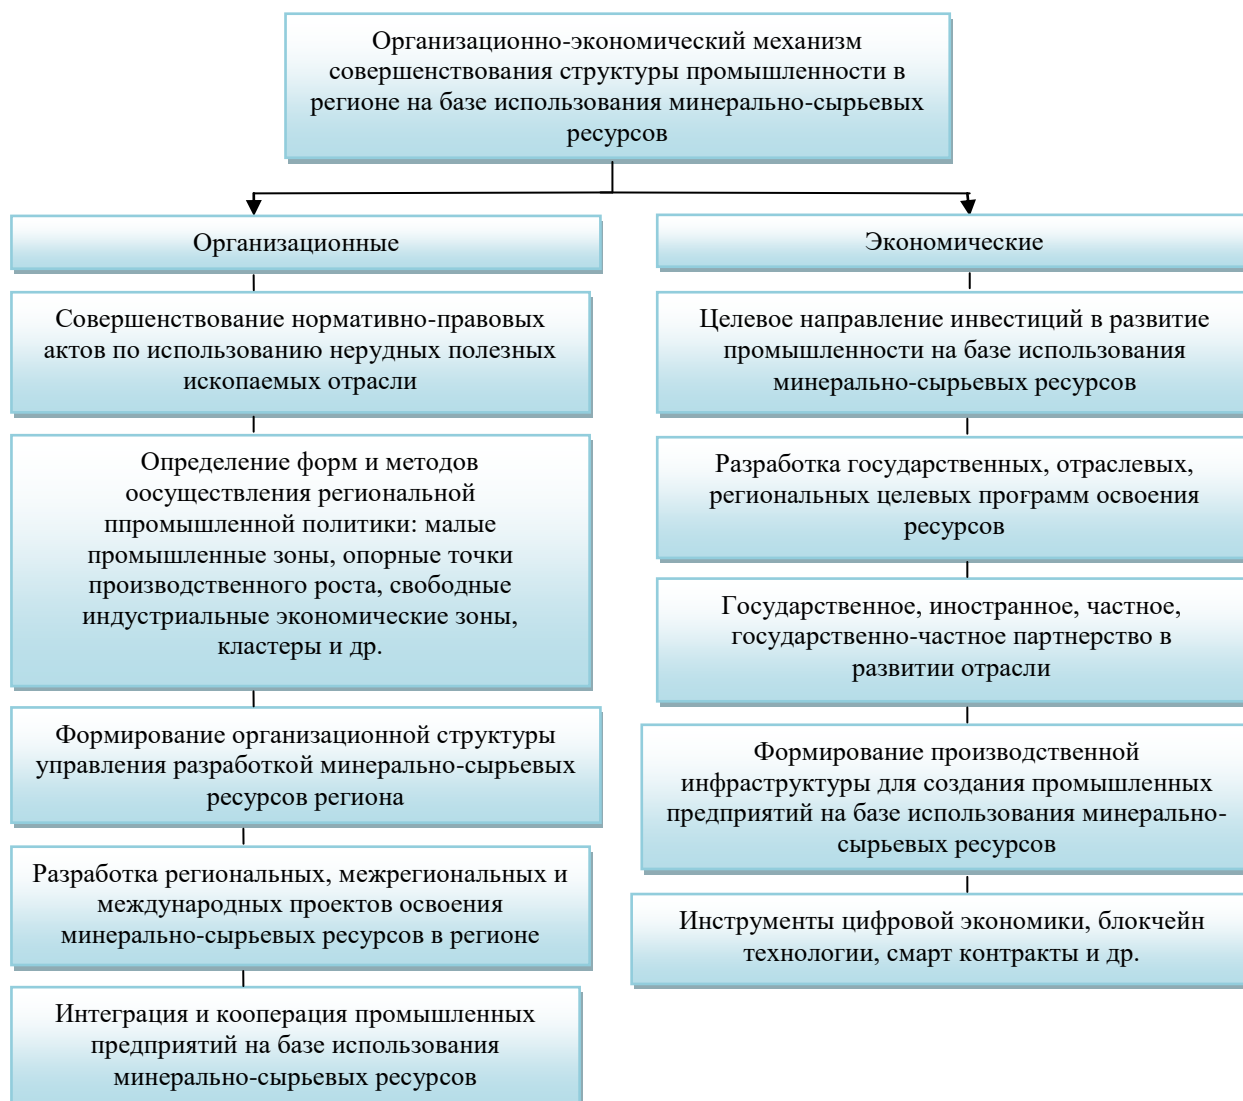 Организационно-экономический механизм
совершенствования структуры промышленности в
регионе на базе использования минерально-сырьевых
ресурсов
Организационные
Совершенствование нормативно-правовых
актов по использованию нерудных полезных
ископаемых отрасли
Определение форм и методов
оосуществления региональной
ппромышленной политики: малые
промышленные зоны, опорные точки
производственного роста, свободные
индустриальные экономические зоны,
кластеры и др.
Формирование организационной структуры
управления разработкой минерально-сырьевых
ресурсов региона
Разработка региональных, межрегиональных и
международных проектов освоения
минерально-сырьевых ресурсов в регионе
Интеграция и кооперация промышленных
предприятий на базе использования
минерально-сырьевых ресурсов
Экономические
Целевое направление инвестиций в развитие
промышленности на базе использования
минерально-сырьевых ресурсов
Разработка государственных, отраслевых,
региональных целевых проғрамм освоения
ресурсов
Государственное, иностранное, частное,
государственно-частное партнерство в
развитии отрасли
Формирование производственной
инфраструктуры для создания промышленных
предприятий на базе использования минерально-
сырьевых ресурсов
Инструменты цифровой экономики, блокчейн
технологии, смарт контракты и др.